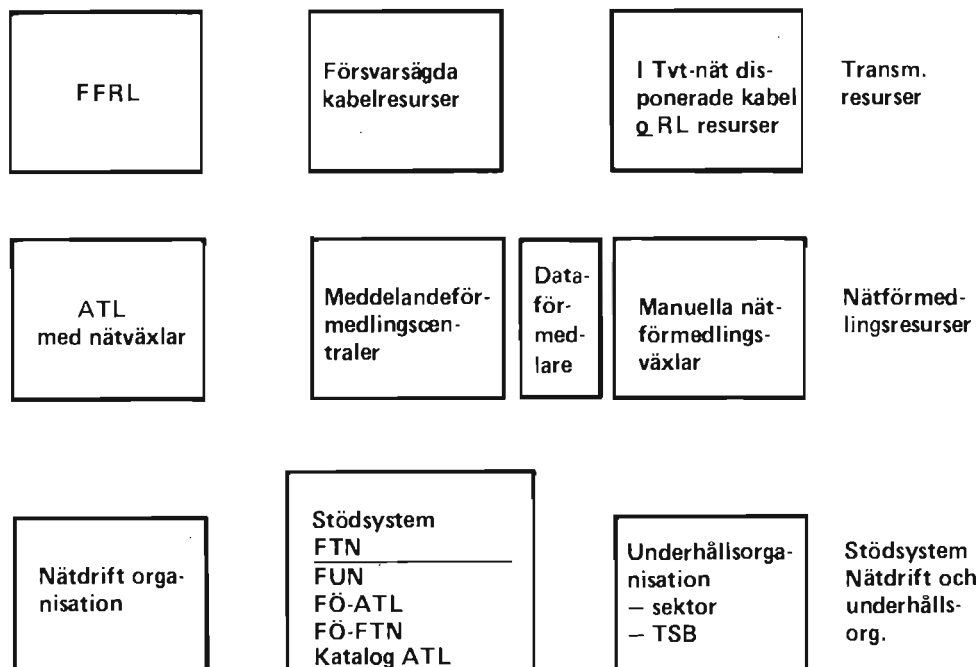 FFRL
Försvarsägda
kabelresurser
I Tvt-nät dis-
ponerade kabel
o RL resurser
Transm.
resurser
ATL
med nätväxlar
Meddelandeför-
medlingscen-
traler
Data-
för-
med-
lare
Manuella nät-
förmedlings-
växlar
Nätförmed-
lingsresurser
Nätdrift orga-
nisation
Stödsystem
FTN
FUN
FÖ-ATL
FÖ-FTN
Katalog ATL
Underhållsorga-
nisation
– sektor
– TSB
Stödsystem
Nätdrift och
underhålls-
org.